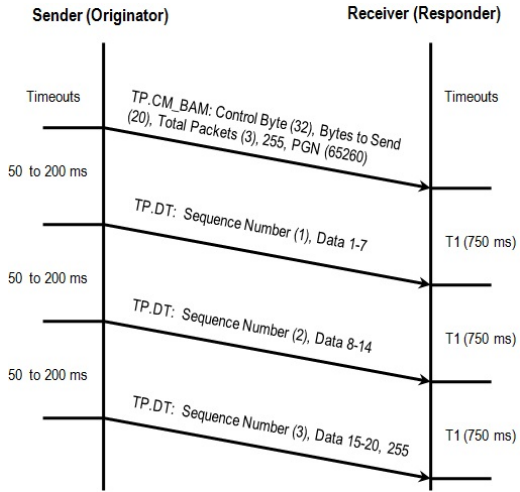 Sender (Originator)
Receiver (Responder)
Timeouts
Timeouts
TP.CM_BAM: Control Byte (32), Bytes to Send
(20), Total Packets (3), 255, PGN (65260)
50 to 200 ms
TP.DT: Sequence Number (1), Data 1-7
T1 (750 ms)
50 to 200 ms
TP.DT: Sequence Number (2), Data 8-14
T1 (750 ms)
50 to 200 ms
TP.DT: Sequence Number (3), Data 15-20, 255
T1 (750 ms)